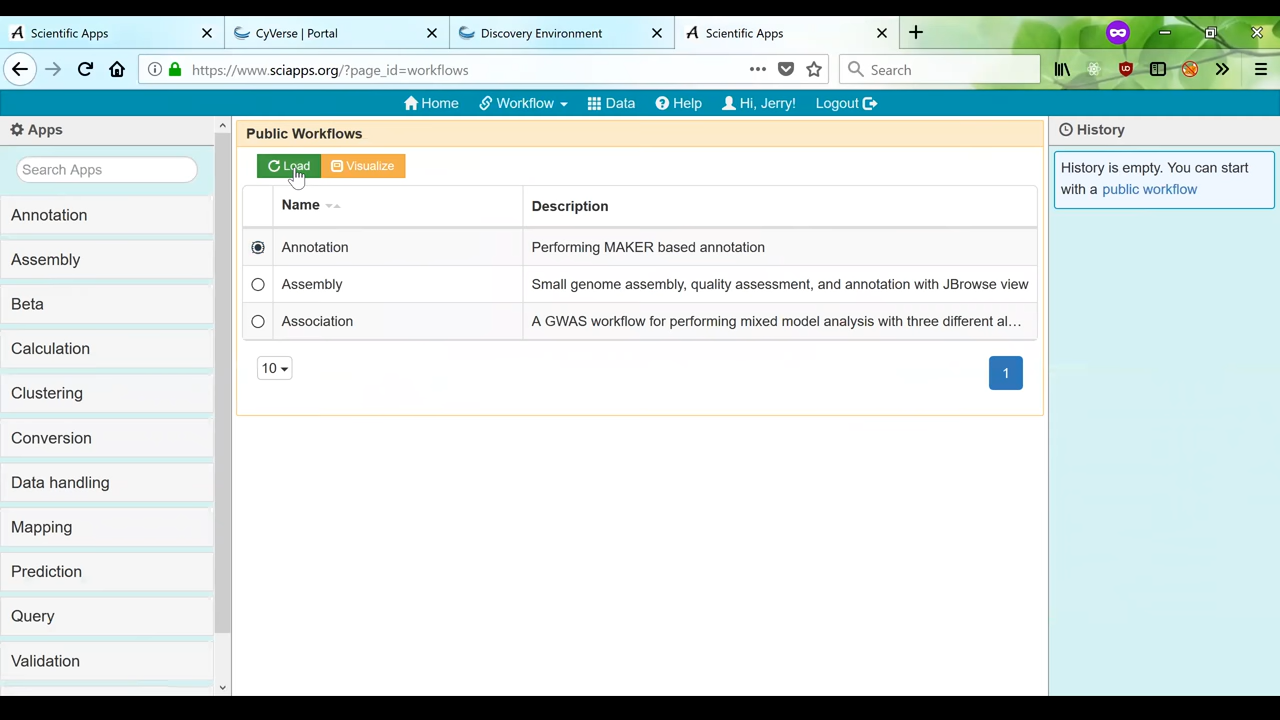 Scientific Apps
CyVerse | Portal
Discovery Environment
Scientific Apps
https://www.sciapps.org/?page_id=workflows
Search
Home
Workflow
Data
Help
Hi, Jerry!
Logout
Apps
Search Apps
Annotation
Assembly
Beta
Calculation
Clustering
Conversion
Data handling
Mapping
Prediction
Query
Validation
Public Workflows
Load
Visualize
Name
Description
Annotation
Performing MAKER based annotation
Assembly
Small genome assembly, quality assessment, and annotation with JBrowse view
Association
A GWAS workflow for performing mixed model analysis with three different al…
10
1
History
History is empty. You can start
with a public workflow